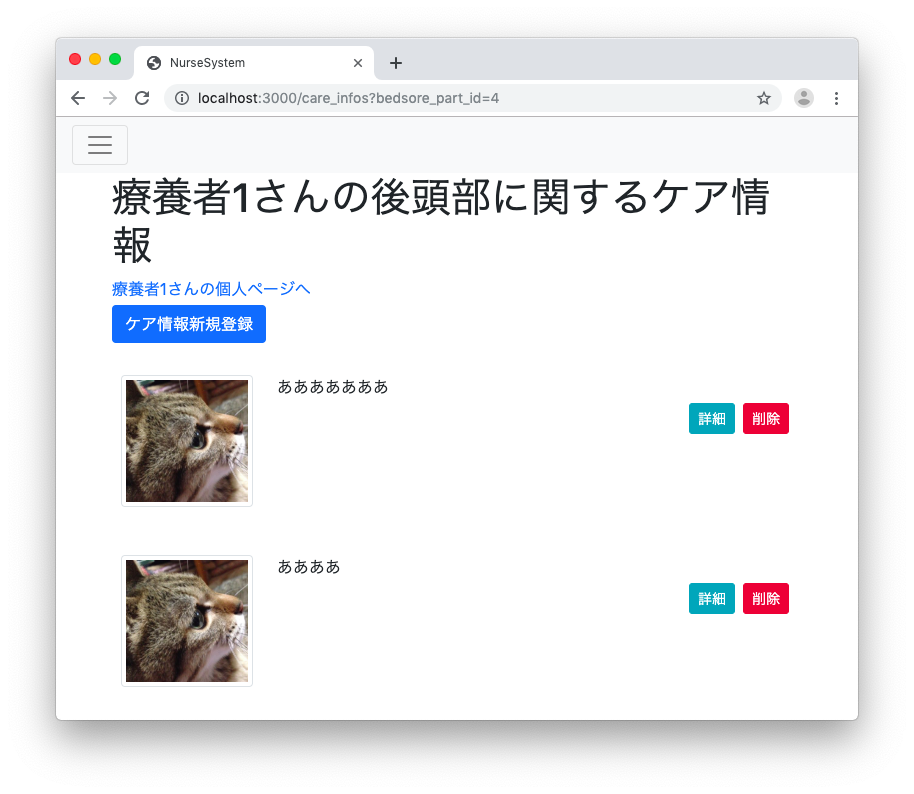 NurseSystem
localhost:3000/care_infos?bedsore_part_id=4
療養者1さんの後頭部に関するケア情
報
療養者1さんの個人ページへ
ケア情報新規登録
あああああああ
詳細 削除
ああああ
詳細 削除